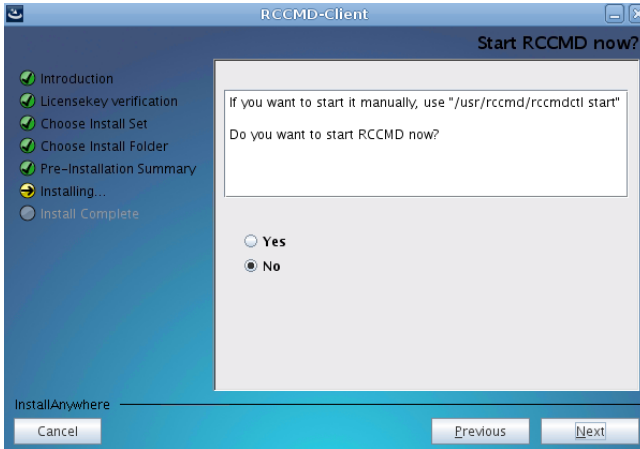 RCCMD-Client
Start RCCMD now?
Introduction
Licensekey verification
Choose Install Set
Choose Install Folder
Pre-Installation Summary
Installing...
Install Complete
If you want to start it manually, use "/usr/rccmd/rccmdctl start"
Do you want to start RCCMD now?
Yes
No
InstallAnywhere
Cancel
Previous
Next